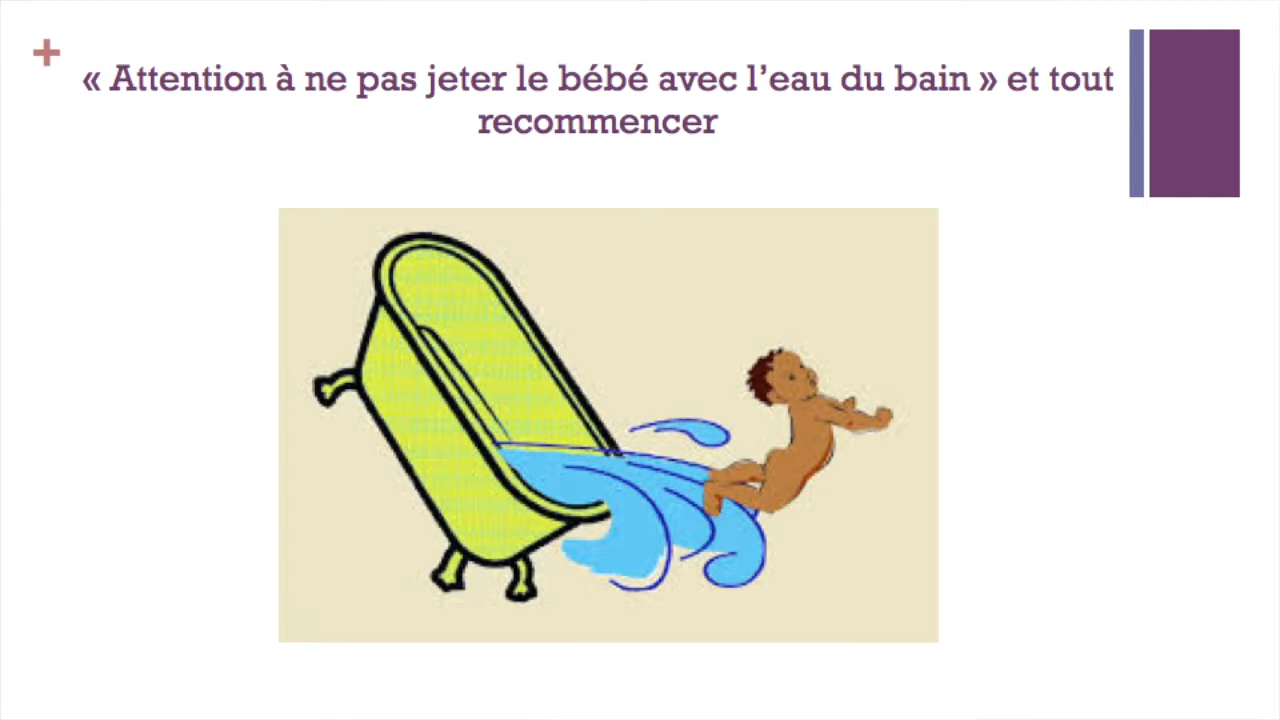 « Attention à ne pas jeter le bébé avec l’eau du bain » et tout
recommencer